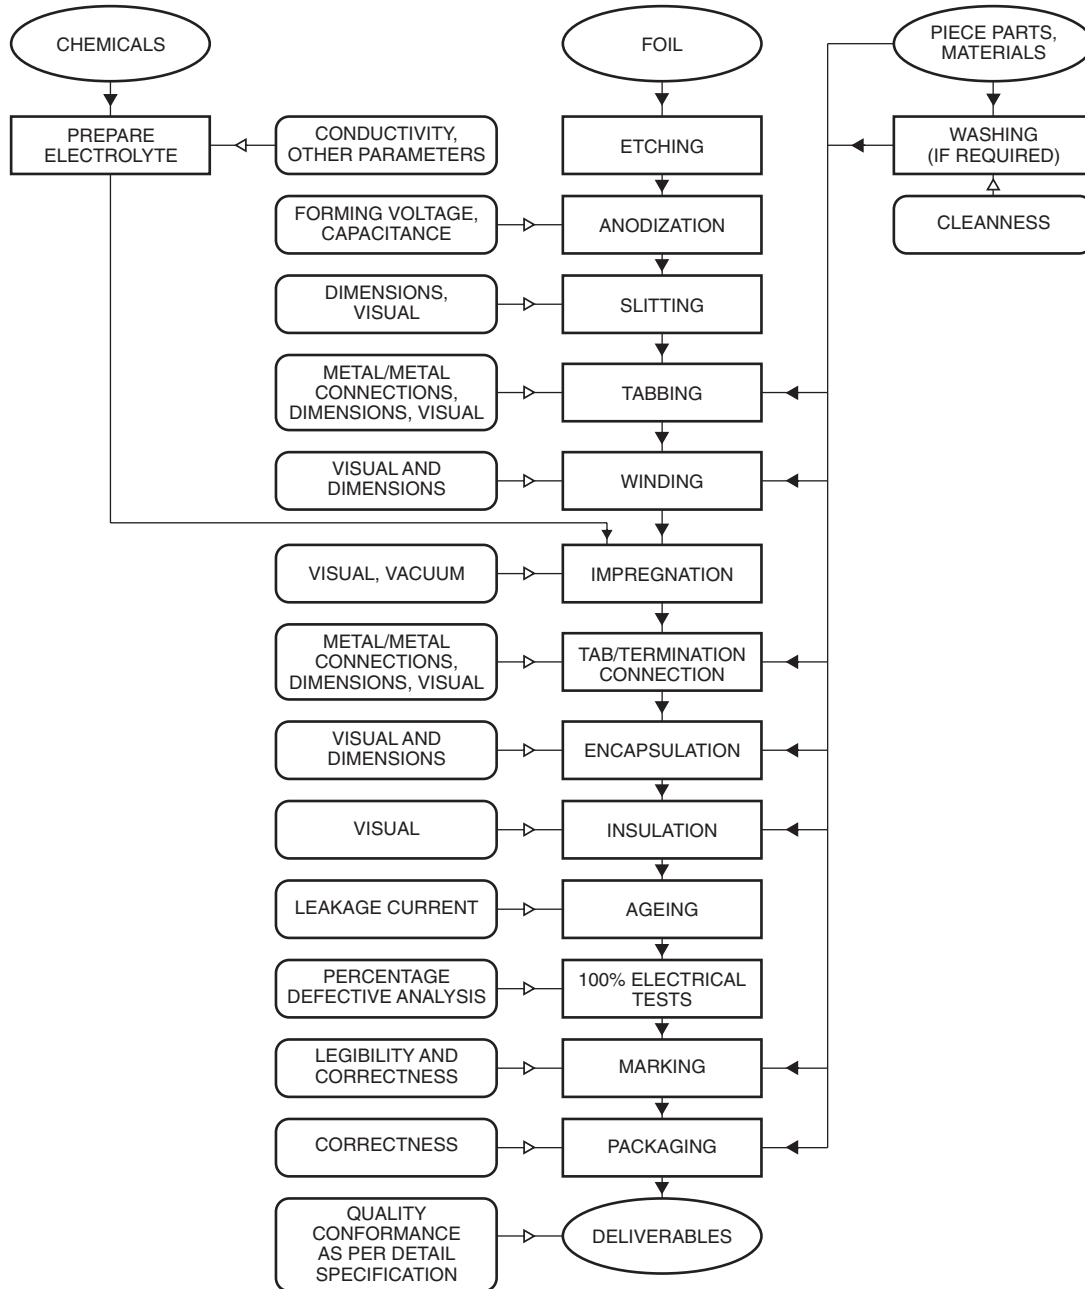 CHEMICALS
FOIL
PIECE PARTS,
MATERIALS
PREPARE
ELECTROLYTE
CONDUCTIVITY,
OTHER PARAMETERS
ETCHING
WASHING
(IF REQUIRED)
FORMING VOLTAGE,
CAPACITANCE
ANODIZATION
CLEANNESS
DIMENSIONS,
VISUAL
SLITTING
METAL/METAL
CONNECTIONS,
DIMENSIONS, VISUAL
TABBING
VISUAL AND
DIMENSIONS
WINDING
VISUAL, VACUUM
IMPREGNATION
METAL/METAL
CONNECTIONS,
DIMENSIONS, VISUAL
TAB/TERMINATION
CONNECTION
VISUAL AND
DIMENSIONS
ENCAPSULATION
VISUAL
INSULATION
LEAKAGE CURRENT
AGEING
PERCENTAGE
DEFECTIVE ANALYSIS
100% ELECTRICAL
TESTS
LEGIBILITY AND
CORRECTNESS
MARKING
CORRECTNESS
PACKAGING
QUALITY
CONFORMANCE
AS PER DETAIL
SPECIFICATION
DELIVERABLES